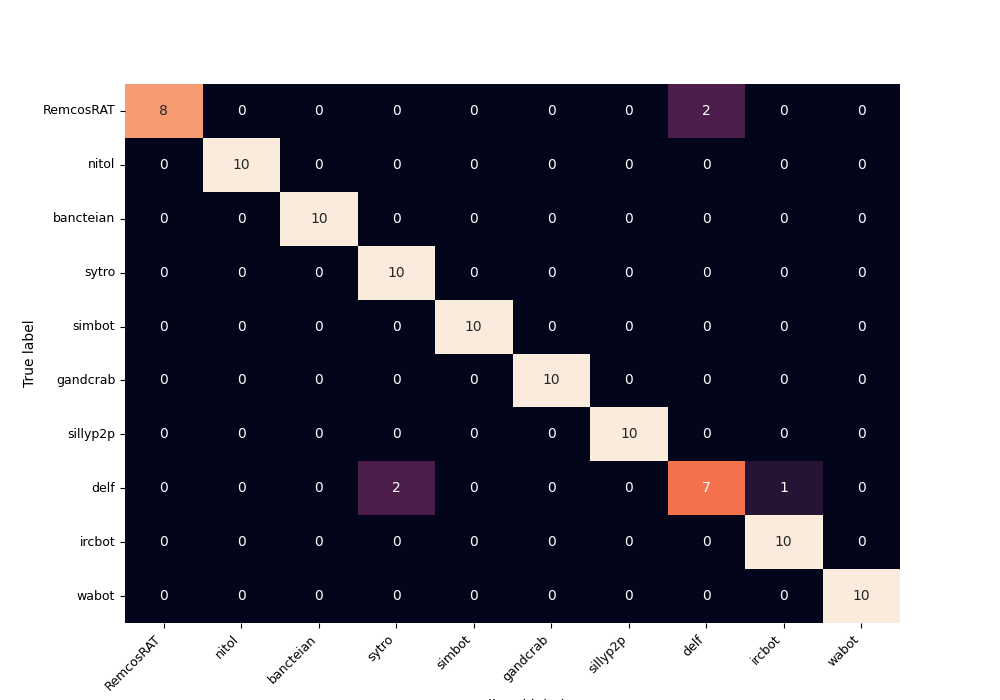 RemcosRAT 8 0 0 0 0 0 0 2 0 0
nitol 0 10 0 0 0 0 0 0 0 0
bancteian 0 0 10 0 0 0 0 0 0 0
sytro 0 0 0 10 0 0 0 0 0 0
simbot 0 0 0 0 10 0 0 0 0 0
gandcrab 0 0 0 0 0 10 0 0 0 0
sillyp2p 0 0 0 0 0 0 10 0 0 0
delf 0 0 0 2 0 0 0 7 1 0
ircbot 0 0 0 0 0 0 0 0 10 0
wabot 0 0 0 0 0 0 0 0 0 10
True label
RemcosRAT nitol bancteian sytro simbot gandcrab sillyp2p delf ircbot wabot